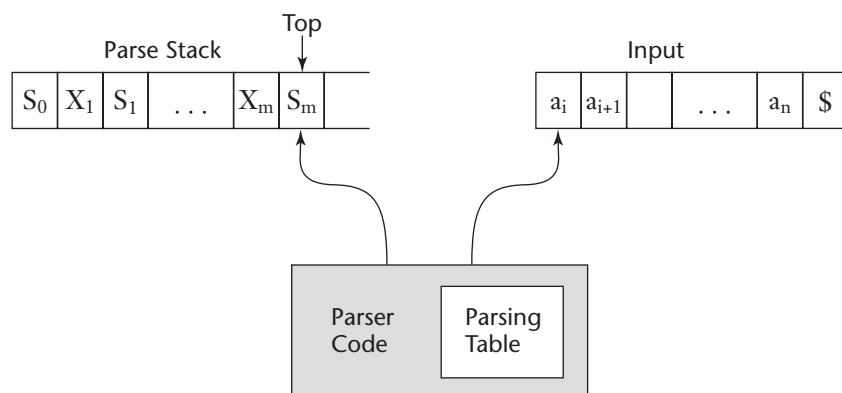 Top
Parse Stack
Input
S₀ X₁ S₁ . . . Xₘ Sₘ
aᵢ aᵢ₊₁ . . . aₙ $
Parser
Code
Parsing
Table